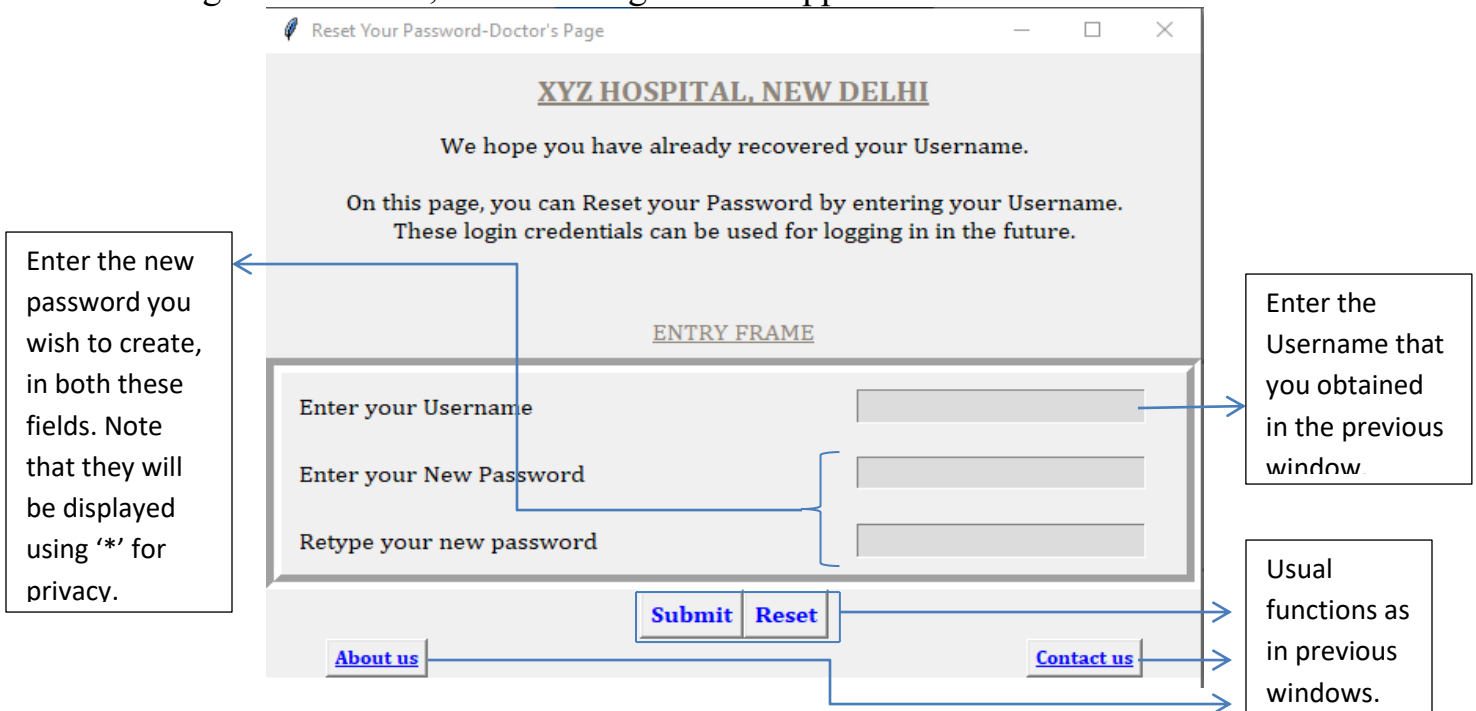 Reset Your Password-Doctor's Page
XYZ HOSPITAL, NEW DELHI
We hope you have already recovered your Username.
On this page, you can Reset your Password by entering your Username.
These login credentials can be used for logging in in the future.
Enter the new
password you
wish to create,
in both these
fields. Note
that they will
be displayed
using ‘*’ for
privacy.
ENTRY FRAME
Enter your Username
Enter your New Password
Retype your new password
Enter the
Username that
you obtained
in the previous
window.
Submit Reset
About us
Contact us
Usual
functions as
in previous
windows.